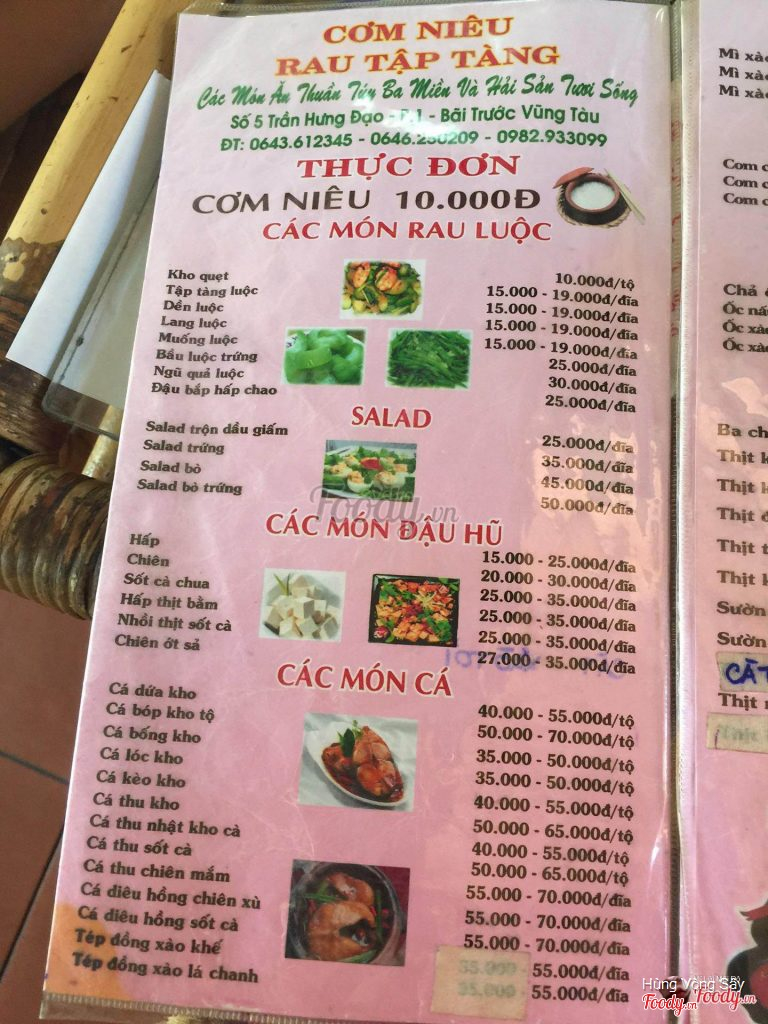 CƠM NIÊU
RAU TẬP TÀNG
Các Món Ăn Thuần Túy Ba Miền Và Hải Sản Tươi Sống
Số 5 Trần Hưng Đạo - P.1 - Bãi Trước Vũng Tàu
ĐT: 0643.612345 - 0646.250209 - 0982.933099
THỰC ĐƠN
CƠM NIÊU 10.000Đ
CÁC MÓN RAU LUỘC
Kho quẹt 10.000đ/tộ
Tập tàng luộc 15.000 - 19.000đ/đĩa
Dền luộc 15.000 - 19.000đ/đĩa
Lang luộc 15.000 - 19.000đ/đĩa
Muống luộc 15.000 - 19.000đ/đĩa
Bầu luộc trứng 25.000đ/đĩa
Ngũ quả luộc 30.000đ/đĩa
Đậu bắp hấp chao 25.000đ/đĩa
SALAD
Salad trộn dầu giấm 25.000đ/đĩa
Salad trứng 35.000đ/đĩa
Salad bò 45.000đ/đĩa
Salad bò trứng 50.000đ/đĩa
Foody.vn
CÁC MÓN ĐẬU HŨ
Hấp 15.000 - 25.000đ/đĩa
Chiên 20.000 - 30.000đ/đĩa
Sốt cà chua 25.000 - 35.000đ/đĩa
Hấp thịt bằm 25.000 - 35.000đ/đĩa
Nhồi thịt sốt cà 25.000 - 35.000đ/đĩa
Chiên ớt sả 27.000 - 35.000đ/đĩa
CÁC MÓN CÁ
Cá dứa kho 40.000 - 55.000đ/tộ
Cá bóp kho tộ 50.000 - 70.000đ/tộ
Cá bống kho 35.000 - 50.000đ/tộ
Cá lóc kho 35.000 - 50.000đ/tộ
Cá kèo kho 40.000 - 55.000đ/tộ
Cá thu kho 50.000 - 65.000đ/tộ
Cá thu nhật kho cà 40.000 - 55.000đ/tộ
Cá thu sốt cà 50.000 - 65.000đ/tộ
Cá thu chiên mắm 55.000 - 70.000đ/đĩa
Cá diêu hồng chiên xù 55.000 - 70.000đ/đĩa
Cá diêu hồng sốt cà 55.000 - 70.000đ/đĩa
Tép đồng xào khế 35.000 - 55.000đ/đĩa
Tép đồng xào lá chanh 35.000 - 55.000đ/đĩa
Mì xào
Mì xào
Mì xào
Cơm c
Cơm c
Cơm c
Chả
Ốc nấ
Ốc xào
Ốc xào
Ba ch
Thịt k
Thịt k
Thịt
Thịt t
Thịt k
Sườn
Sườn
CÁ
Thịt
Hùng Vọng Sây
Foody.vn
Foody.vn